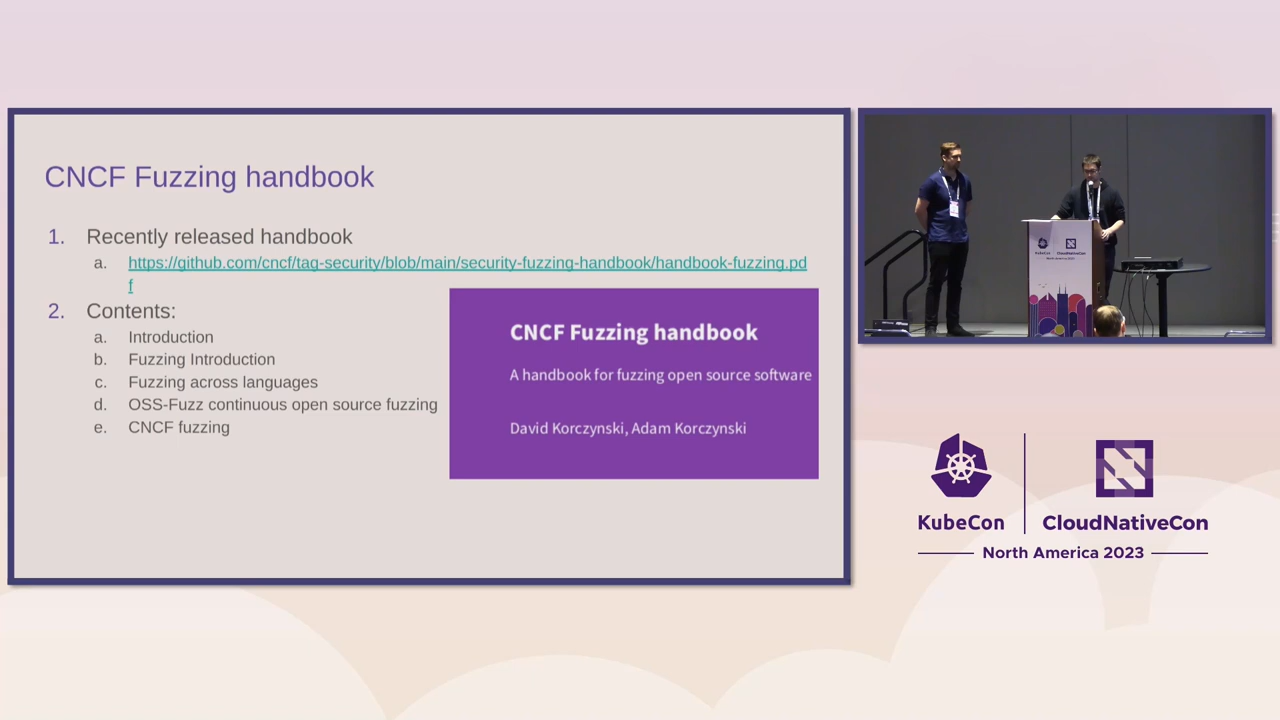 CNCF Fuzzing handbook
1. Recently released handbook
a. https://github.com/cncf/tag-security/blob/main/security-fuzzing-handbook/handbook-fuzzing.pd
f
2. Contents:
a. Introduction
b. Fuzzing Introduction
c. Fuzzing across languages
d. OSS-Fuzz continuous open source fuzzing
e. CNCF fuzzing
CNCF Fuzzing handbook
A handbook for fuzzing open source software
David Korczynski, Adam Korczynski
KubeCon
CloudNativeCon
North America 2023